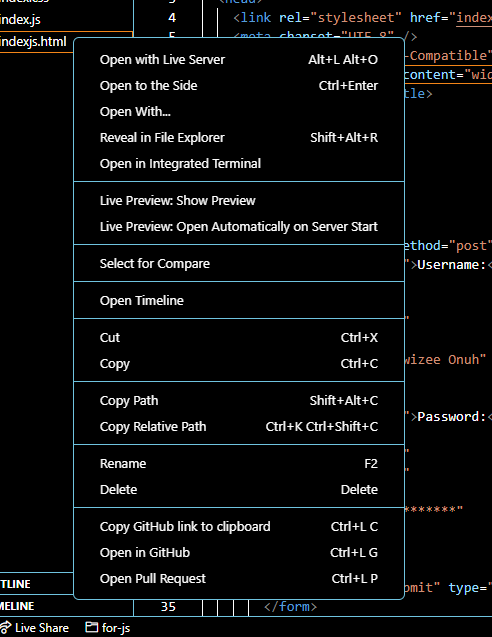 index.js
indexjs.html
<head>
4 <link rel="stylesheet" href="index
5 <meta charset="UTF-8" />
-Compatible"
content="wid
tle>
Open with Live Server Alt+L Alt+O
Open to the Side Ctrl+Enter
Open With...
Reveal in File Explorer Shift+Alt+R
Open in Integrated Terminal
Live Preview: Show Preview
Live Preview: Open Automatically on Server Start
Select for Compare
Open Timeline
Cut Ctrl+X
Copy Ctrl+C
Copy Path Shift+Alt+C
Copy Relative Path Ctrl+K Ctrl+Shift+C
Rename F2
Delete Delete
Copy GitHub link to clipboard Ctrl+L C
Open in GitHub Ctrl+L G
Open Pull Request Ctrl+L P
ethod="post"
">Username:<
"
wizee Onuh"
">Password:<
"
"
*******"
omit" type="
35 </form>
TLINE
MELINE
Live Share for-js